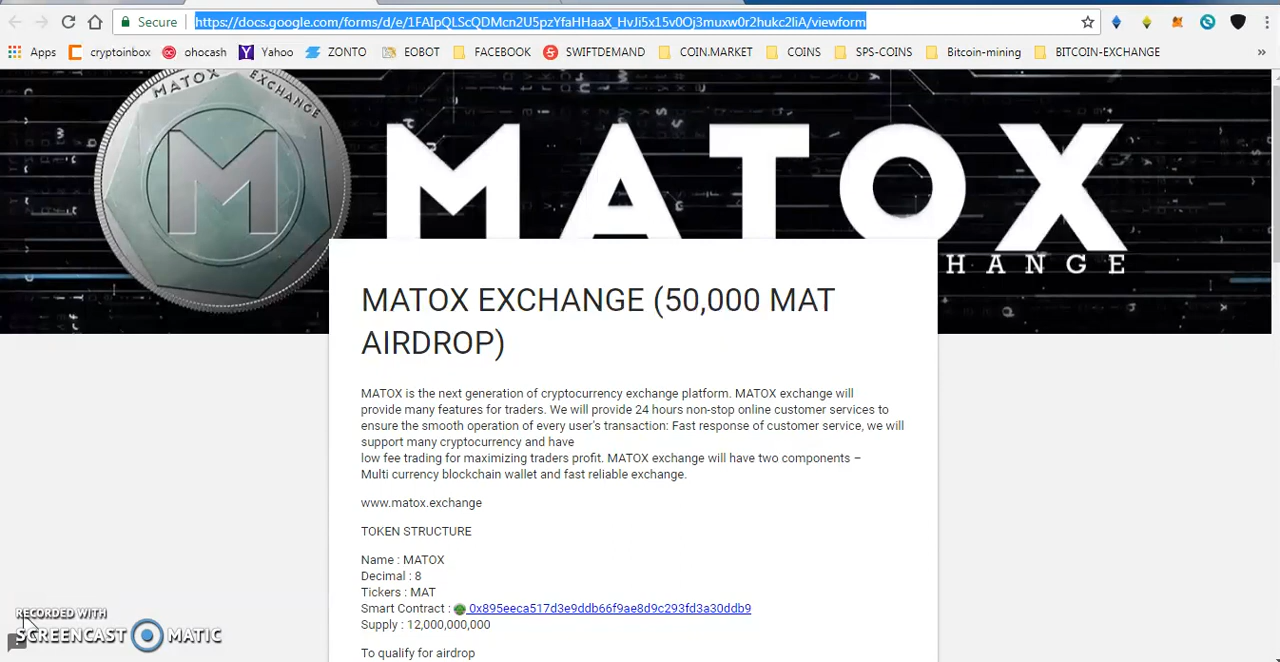 Secure https://docs.google.com/forms/d/e/1FAIpQLScQDMcn2U5pzYfaHHaaX_HvJi5x15v0Oj3muxw0r2hukc2liA/viewform
Apps cryptoinbox ohocash Yahoo ZONTO EOBOT FACEBOOK SWIFTDEMAND COIN.MARKET COINS SPS-COINS Bitcoin-mining BITCOIN-EXCHANGE »
MATOX EXCHANGE
M
MATOX
HANGE
MATOX EXCHANGE (50,000 MAT
AIRDROP)
MATOX is the next generation of cryptocurrency exchange platform. MATOX exchange will
provide many features for traders. We will provide 24 hours non-stop online customer services to
ensure the smooth operation of every user's transaction: Fast response of customer service, we will
support many cryptocurrency and have
low fee trading for maximizing traders profit. MATOX exchange will have two components –
Multi currency blockchain wallet and fast reliable exchange.
www.matox.exchange
TOKEN STRUCTURE
Name : MATOX
Decimal : 8
Tickers : MAT
Smart Contract : 0x895eeca517d3e9ddb66f9ae8d9c293fd3a30ddb9
Supply : 12,000,000,000
To qualify for airdrop
RECORDED WITH
SCREENCAST MATIC